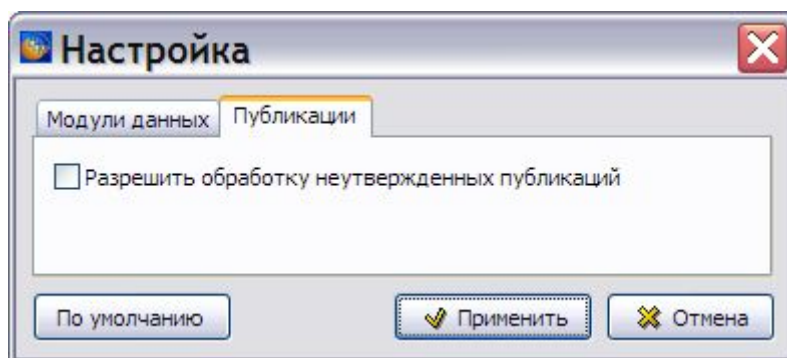 Настройка
Модули данных Публикации
Разрешить обработку неутвержденных публикаций
По умолчанию Применить Отмена